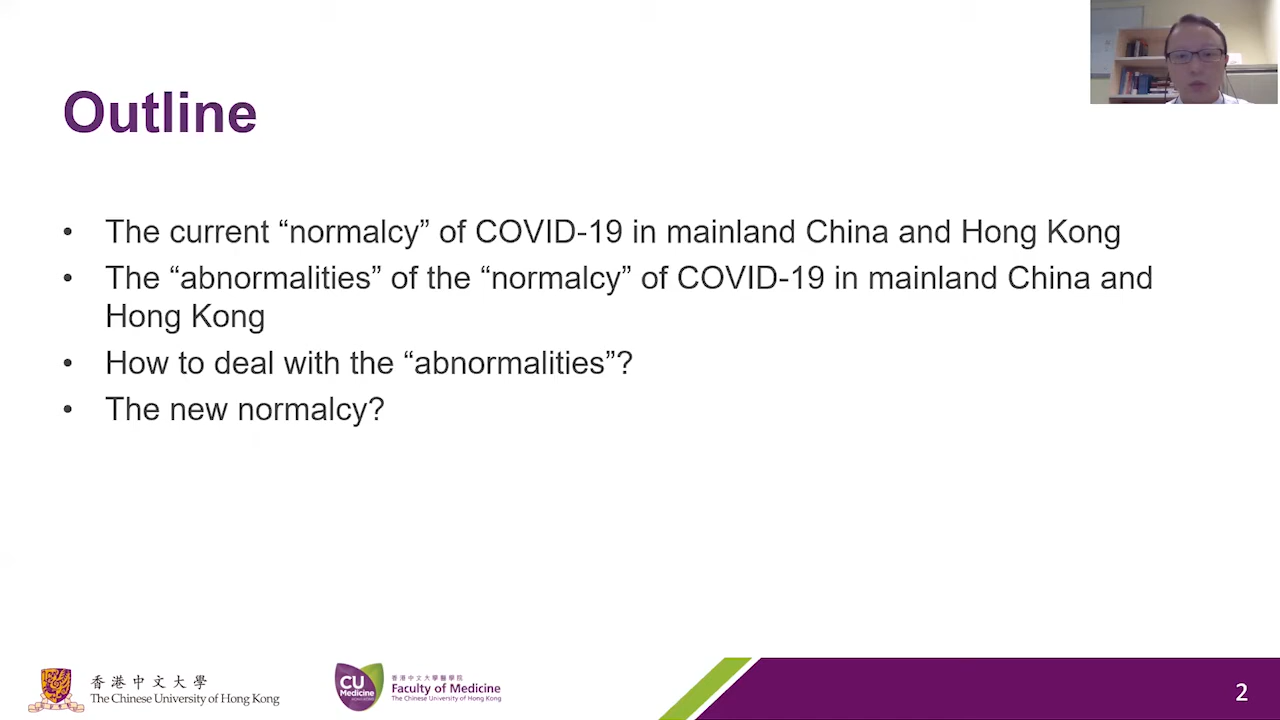 Outline
• The current “normalcy” of COVID-19 in mainland China and Hong Kong
• The “abnormalities” of the “normalcy” of COVID-19 in mainland China and
Hong Kong
• How to deal with the “abnormalities”?
• The new normalcy?
香港中文大學
The Chinese University of Hong Kong
CU
Medicine
HONG KONG
香港中文大學醫學院
Faculty of Medicine
The Chinese University of Hong Kong
2